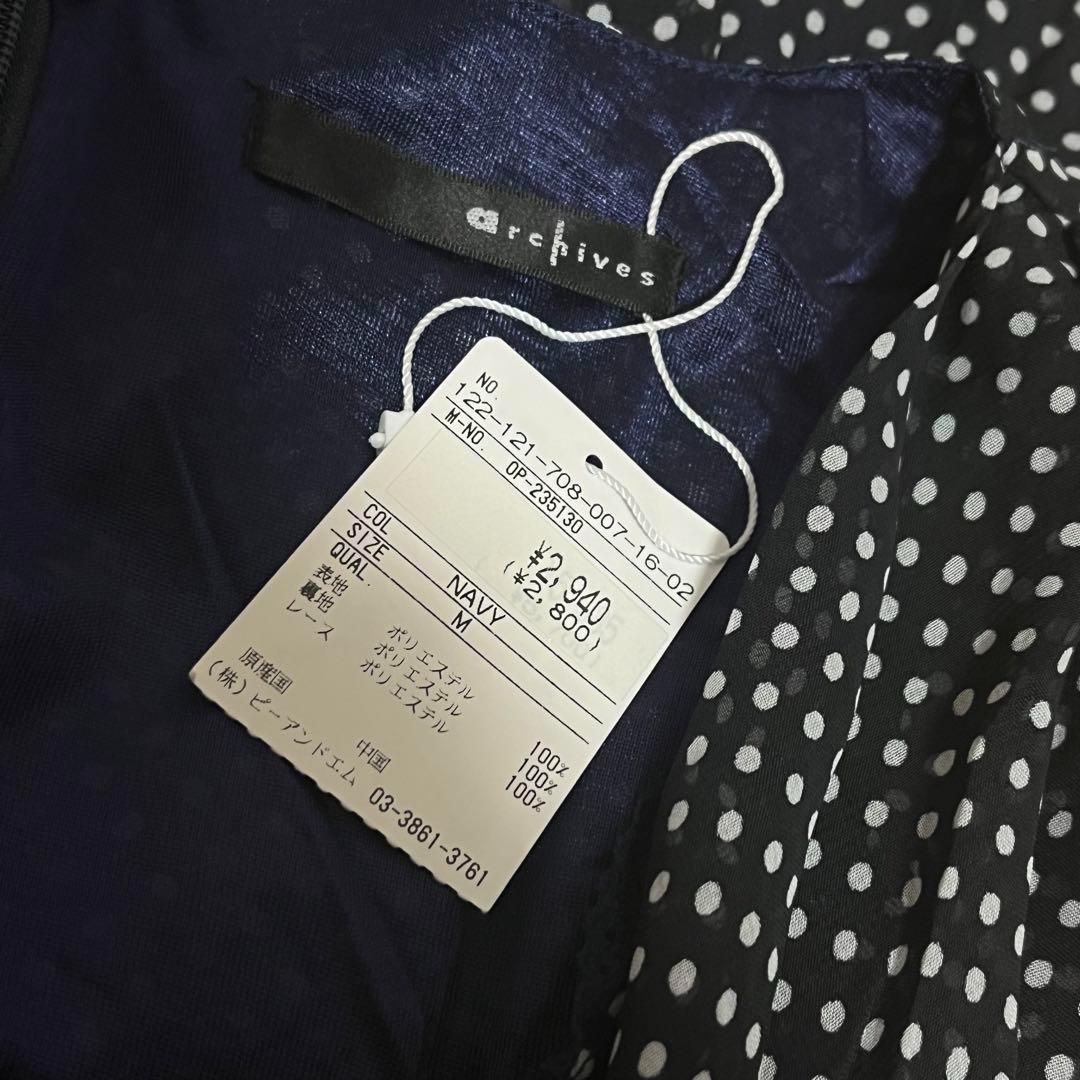 archives
NO.
122-121-708-007-16-02
M-NO. OP-235130
¥2,940
(¥2,800)
COL NAVY
SIZE M
QUAL.
表地 ポリエステル 100%
裏地 ポリエステル 100%
レース ポリエステル 100%
原産国 中国
(株)ピーアンドエム 03-3861-3761